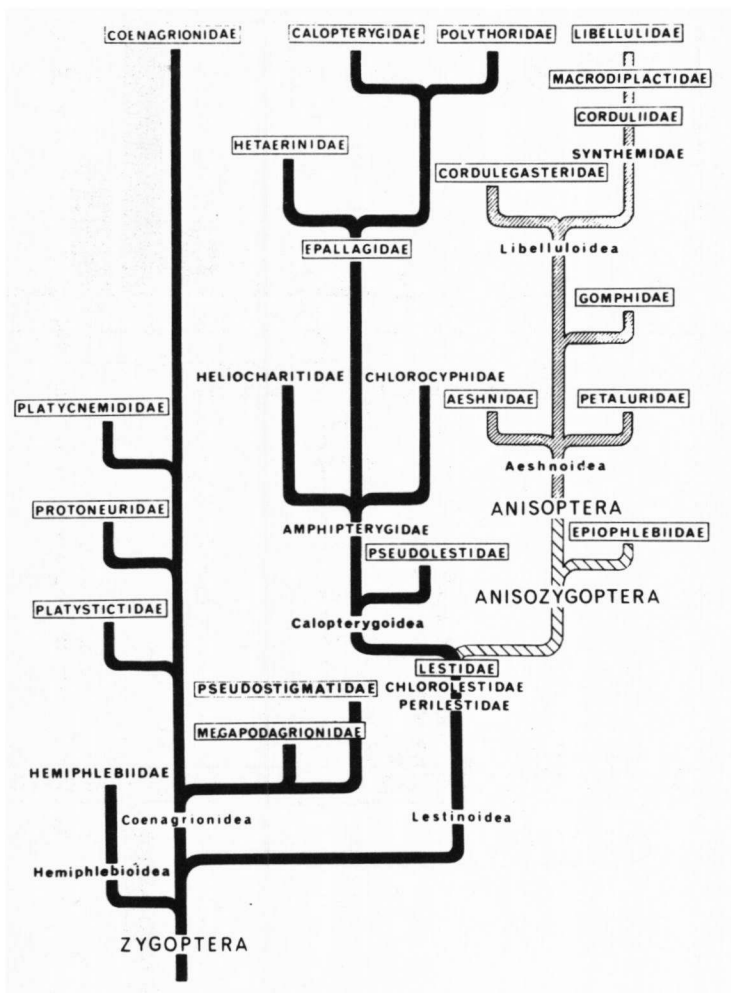 COENAGRIONIDAE
CALOPTERYGIDAE
POLYTHORIDAE
LIBELLULIDAE
MACRODIPLACTIDAE
CORDULIIDAE
HETAERINIDAE
SYNTHEMIDAE
CORDULEGASTERIDAE
EPALLAGIDAE
Libelluloidea
GOMPHIDAE
HELIOCHARITIDAE
CHLOROCYPHIDAE
AESHNIDAE
PETALURIDAE
PLATYCNEMIDIDAE
Aeshnoidea
PROTONEURIDAE
ANISOPTERA
AMPHIPTERYGIDAE
EPIOPHLEBIIDAE
PSEUDOLESTIDAE
ANISOZYGOPTERA
PLATYSTICTIDAE
Calopterygoidea
LESTIDAE
PSEUDOSTIGMATIDAE
CHLOROLESTIDAE
PERILESTIDAE
MEGAPODAGRIONIDAE
HEMIPHLEBIIDAE
Coenagrionidea
Lestinoidea
Hemiphlebioidea
ZYGOPTERA